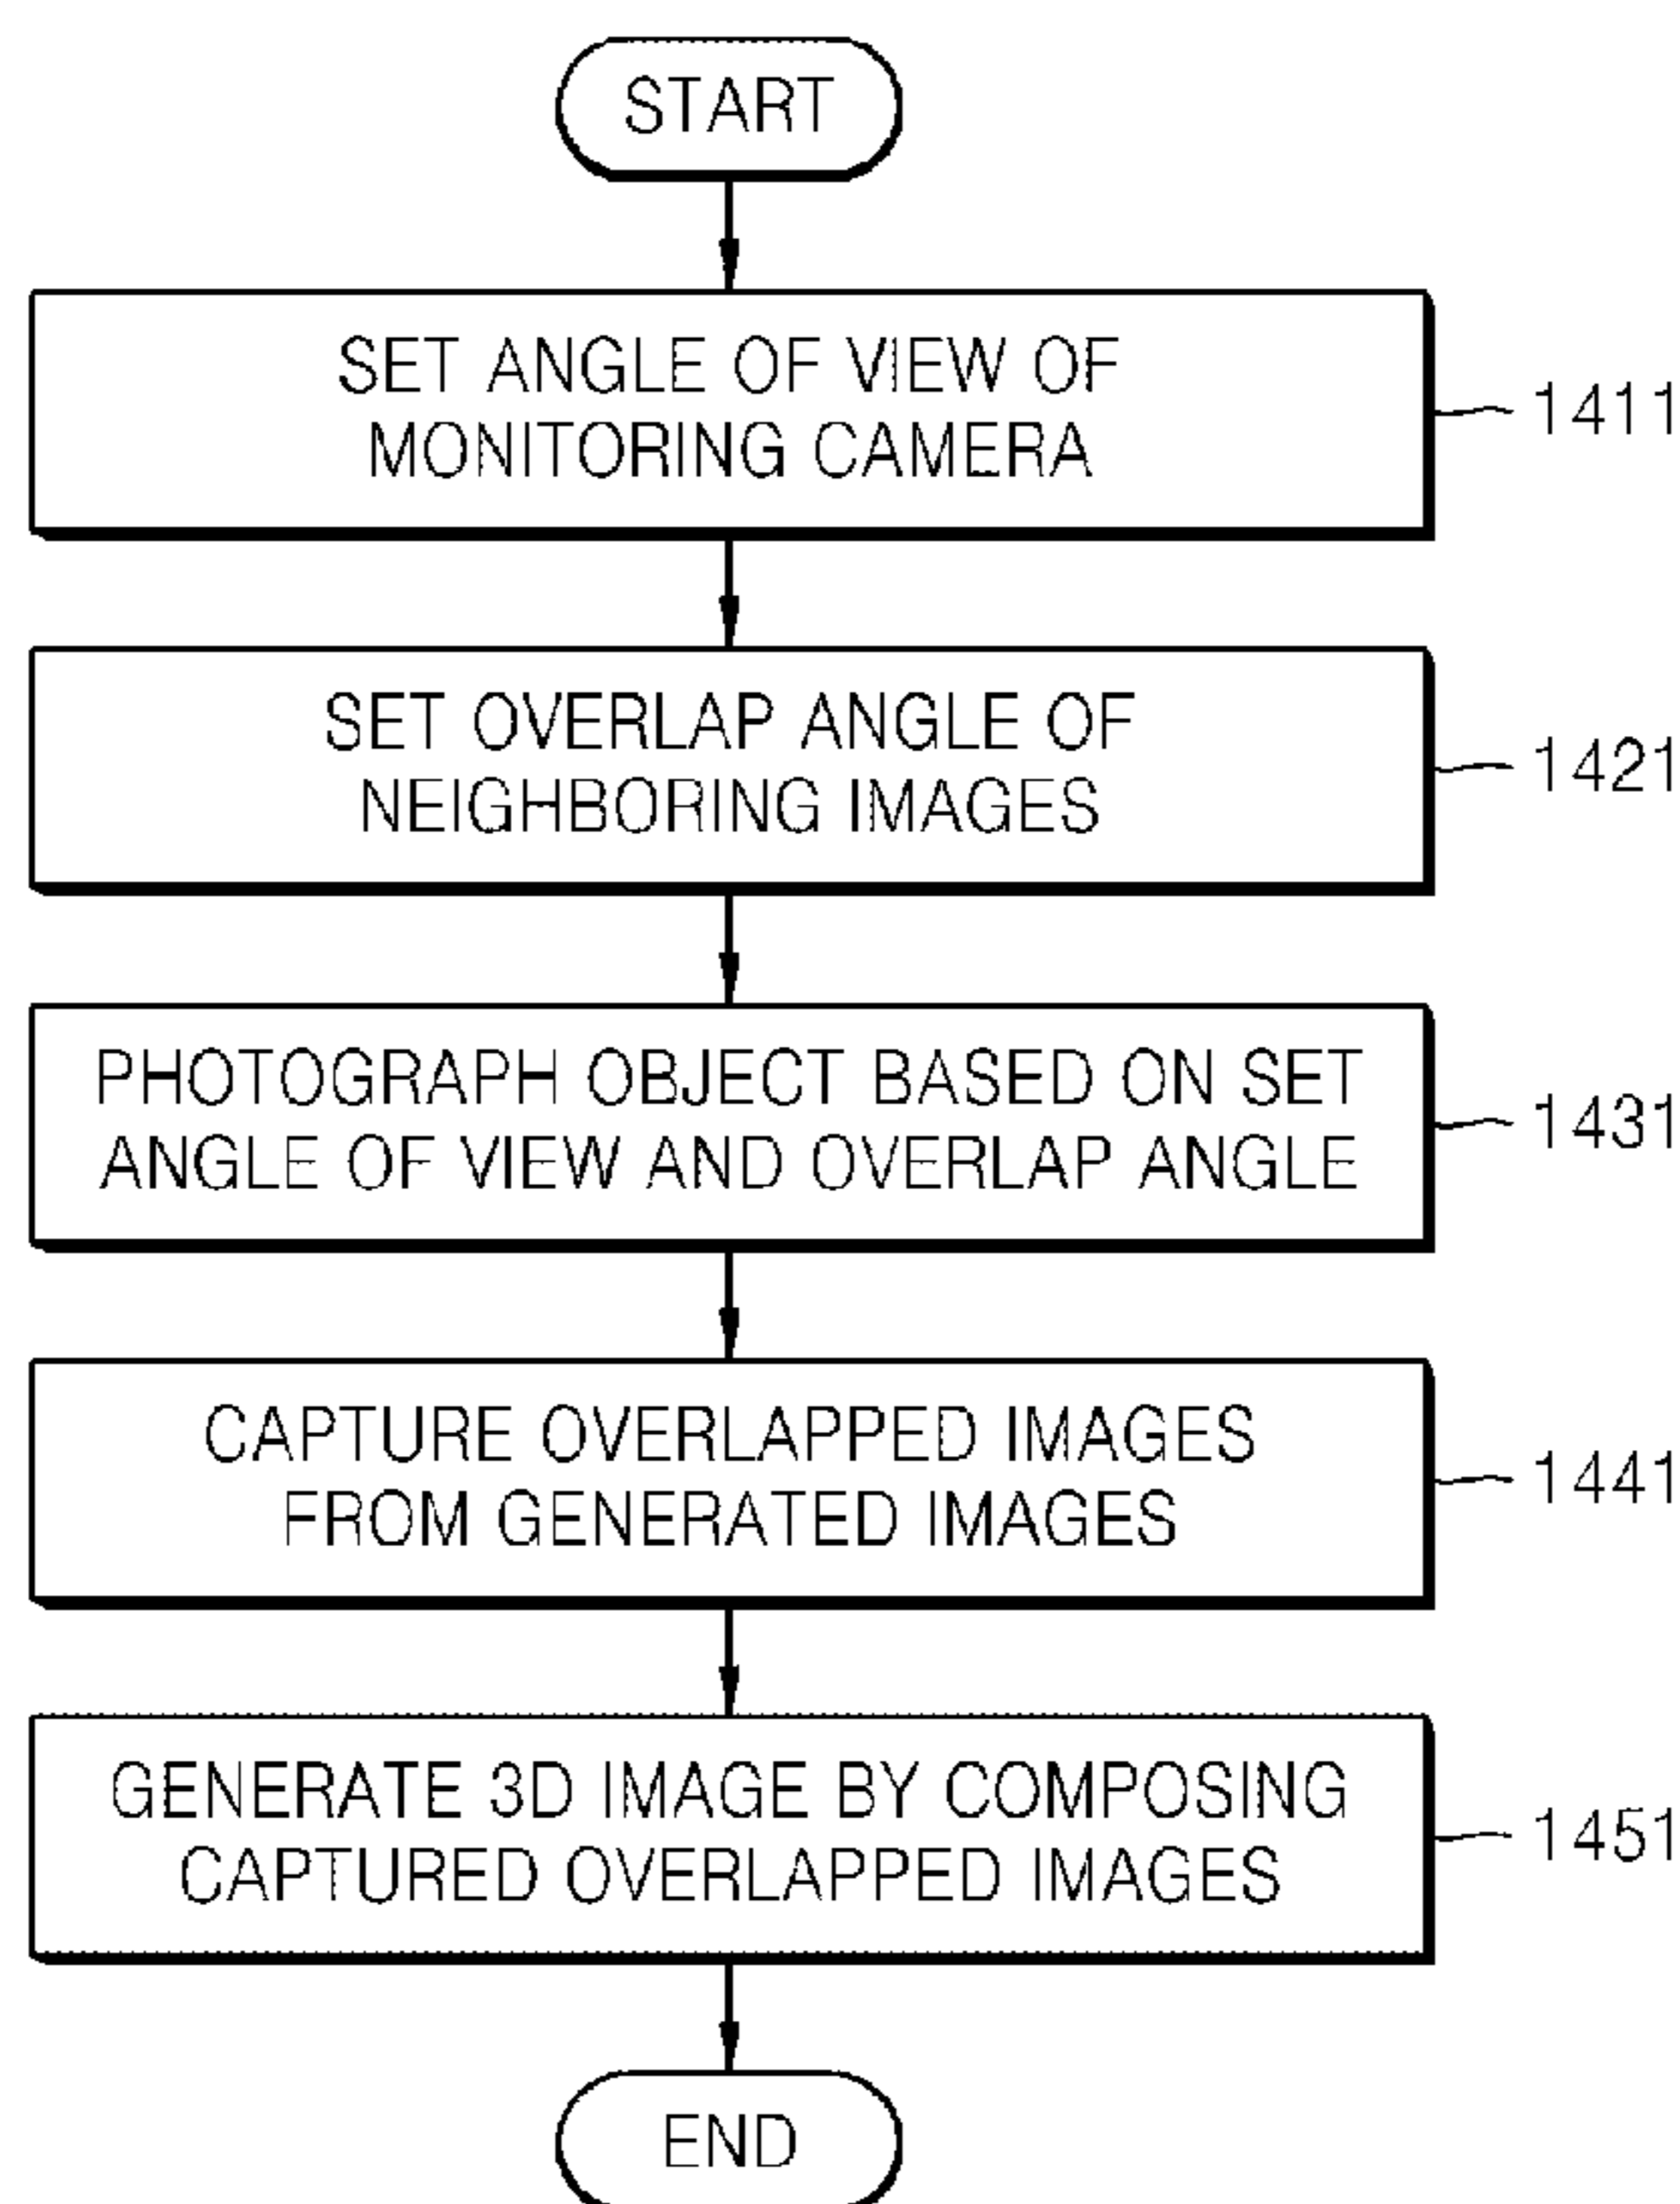 START
SET ANGLE OF VIEW OF
MONITORING CAMERA
1411
SET OVERLAP ANGLE OF
NEIGHBORING IMAGES
1421
PHOTOGRAPH OBJECT BASED ON SET
ANGLE OF VIEW AND OVERLAP ANGLE
1431
CAPTURE OVERLAPPED IMAGES
FROM GENERATED IMAGES
1441
GENERATE 3D IMAGE BY COMPOSING
CAPTURED OVERLAPPED IMAGES
1451
END